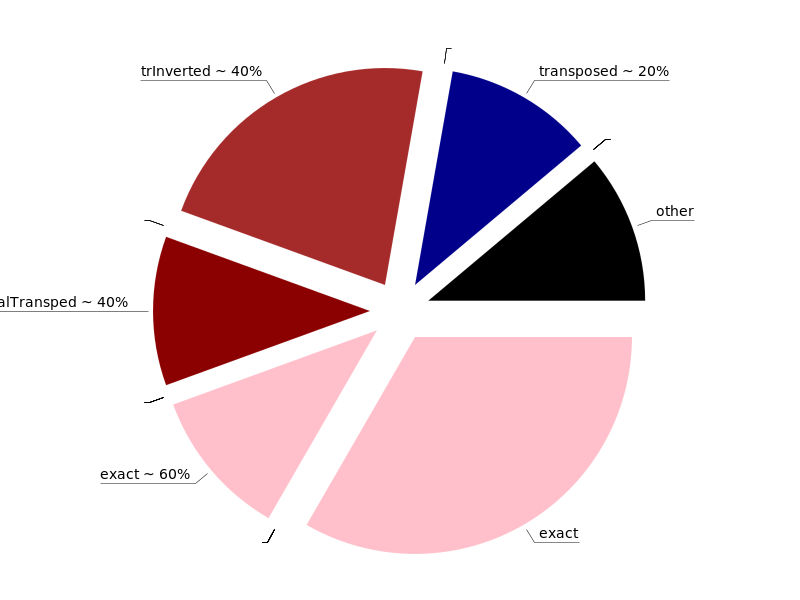 trInverted ~ 40%
transposed ~ 20%
other
alTransped ~ 40%
exact ~ 60%
exact